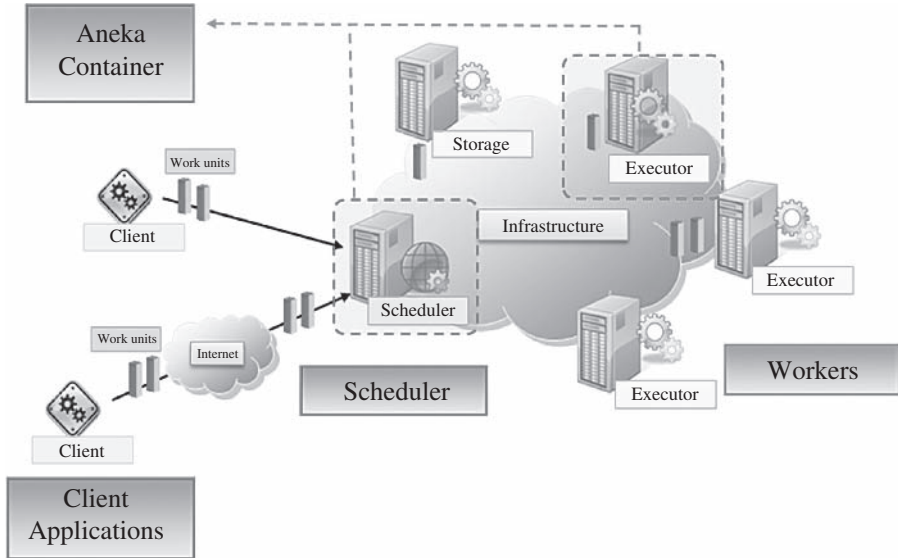 Aneka
Container
Storage
Executor
Work units
Client
Infrastructure
Executor
Scheduler
Work units
Internet
Scheduler
Executor
Workers
Client
Client
Applications